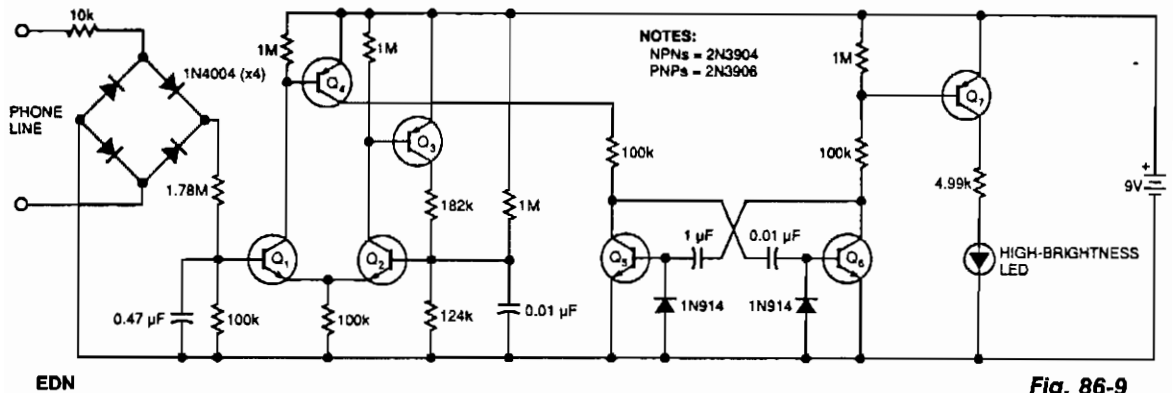 10k
1N4004 (x4)
PHONE
LINE
1.78M
0.47 µF
100k
1M
Q4
1M
Q3
182k
1M
Q1
Q2
100k
124k
0.01 µF
NOTES:
NPNs = 2N3904
PNPs = 2N3906
100k
1M
100k
Q7
4.99k
9V
+
Q5
1 µF
0.01 µF
Q6
1N914
1N914
HIGH-BRIGHTNESS
LED
EDN
Fig. 86-9